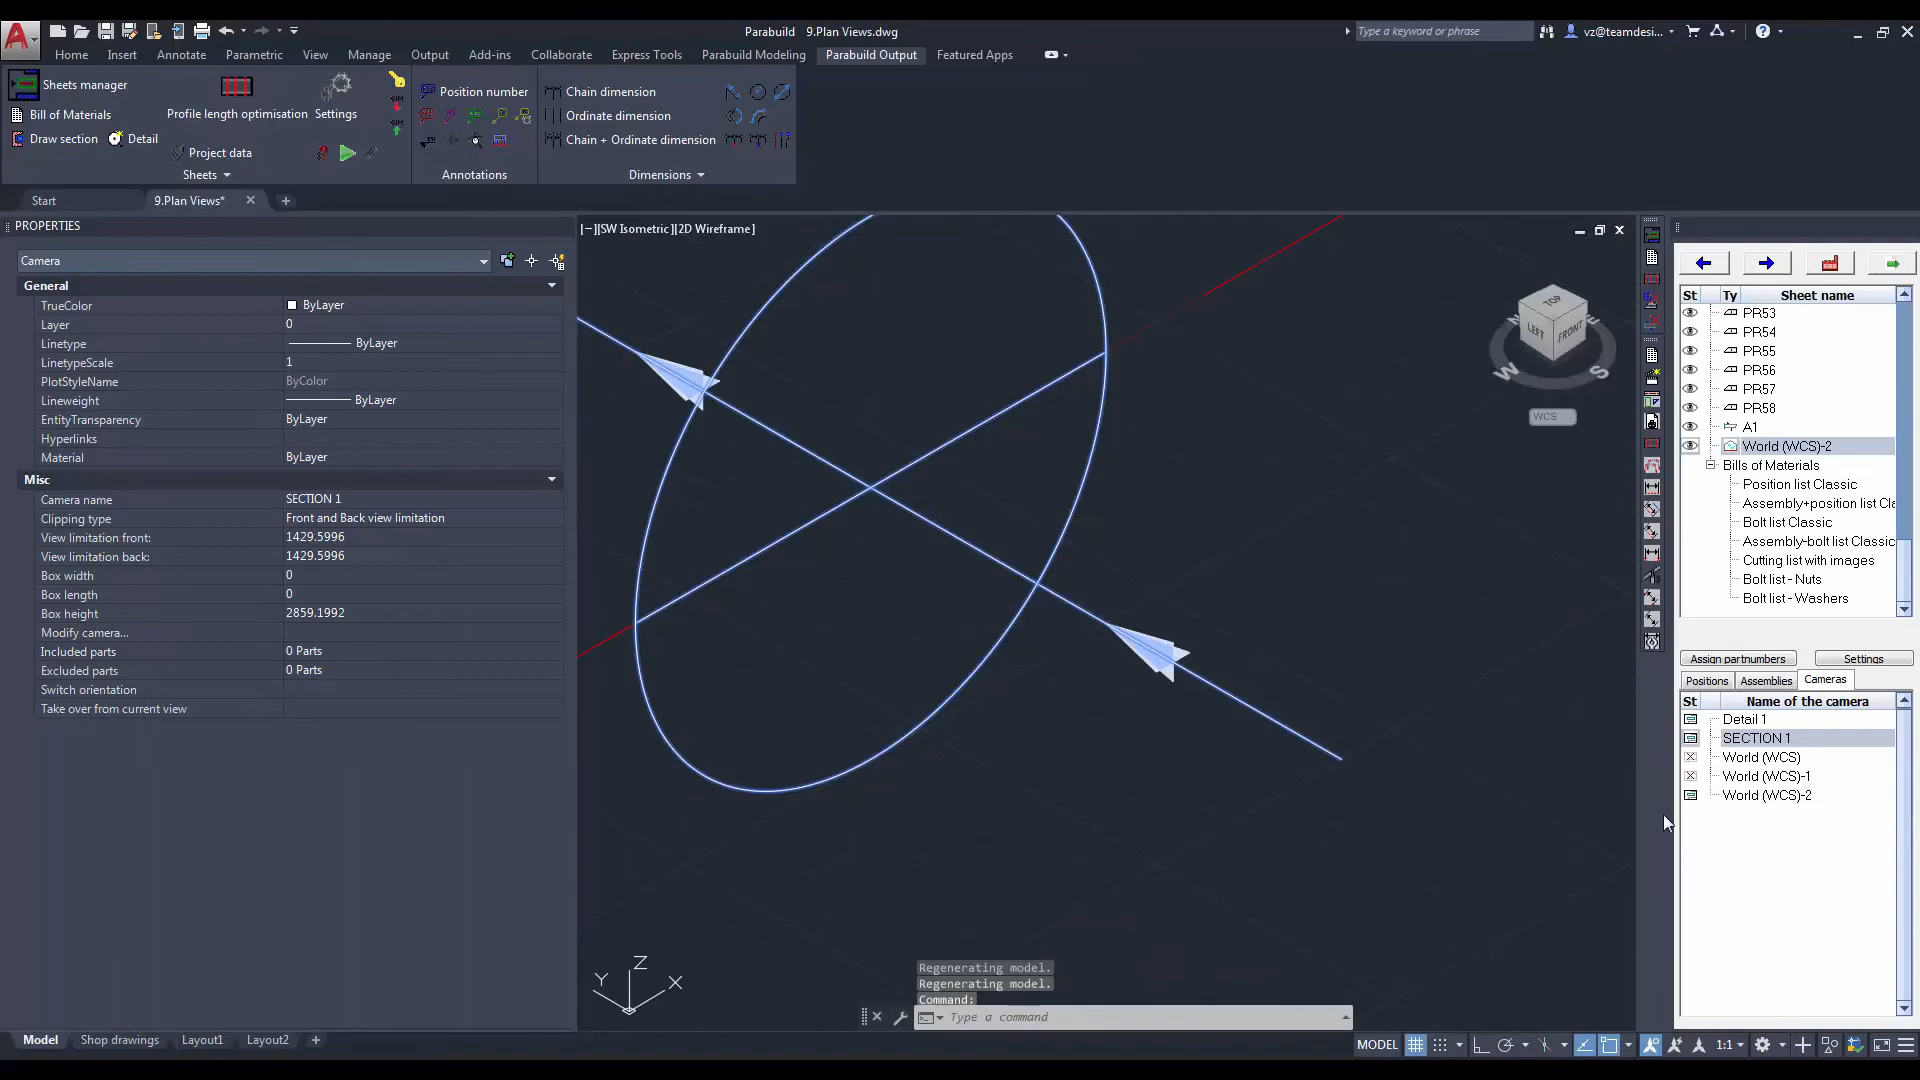 Parabuild 9.Plan Views.dwg
Type a keyword or phrase
vz@teamdesi...
Home Insert Annotate Parametric View Manage Output Add-ins Collaborate Express Tools Parabuild Modeling Parabuild Output Featured Apps
Sheets manager
Bill of Materials
Draw section Detail
Profile length optimisation
Settings
Project data
Sheets
Position number
Annotations
Chain dimension
Ordinate dimension
Chain + Ordinate dimension
Dimensions
Start 9.Plan Views*
PROPERTIES
Camera
General
TrueColor ByLayer
Layer 0
Linetype ByLayer
LinetypeScale 1
PlotStyleName ByColor
Lineweight ByLayer
EntityTransparency ByLayer
Hyperlinks
Material ByLayer
Misc
Camera name SECTION 1
Clipping type Front and Back view limitation
View limitation front: 1429.5996
View limitation back: 1429.5996
Box width 0
Box length 0
Box height 2859.1992
Modify camera...
Included parts 0 Parts
Excluded parts 0 Parts
Switch orientation
Take over from current view
[−][SW Isometric][2D Wireframe]
TOP
LEFT FRONT
N E
W S
WCS
Y Z X
Regenerating model.
Regenerating model.
Command:
Type a command
St Ty Sheet name
PR53
PR54
PR55
PR56
PR57
PR58
A1
World (WCS)-2
Bills of Materials
Position list Classic
Assembly+position list Cla
Bolt list Classic
Assembly-bolt list Classic
Cutting list with images
Bolt list - Nuts
Bolt list - Washers
Assign partnumbers Settings
Positions Assemblies Cameras
St Name of the camera
Detail 1
SECTION 1
World (WCS)
World (WCS)-1
World (WCS)-2
Model Shop drawings Layout1 Layout2
MODEL 1:1